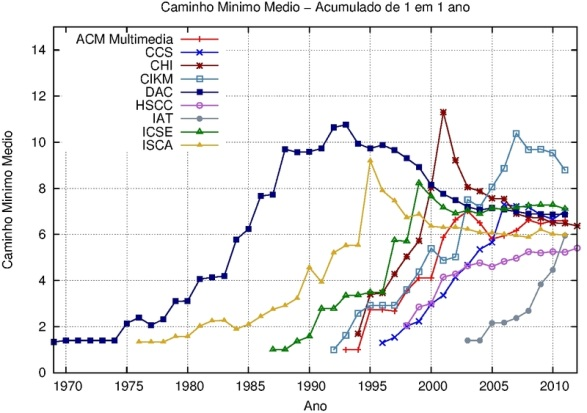 Caminho Minimo Medio – Acumulado de 1 em 1 ano
Caminho Minimo Medio
14
12
10
8
6
4
2
0
ACM Multimedia
CCS
CHI
CIKM
DAC
HSCC
IAT
ICSE
ISCA
1970 1975 1980 1985 1990 1995 2000 2005 2010
Ano